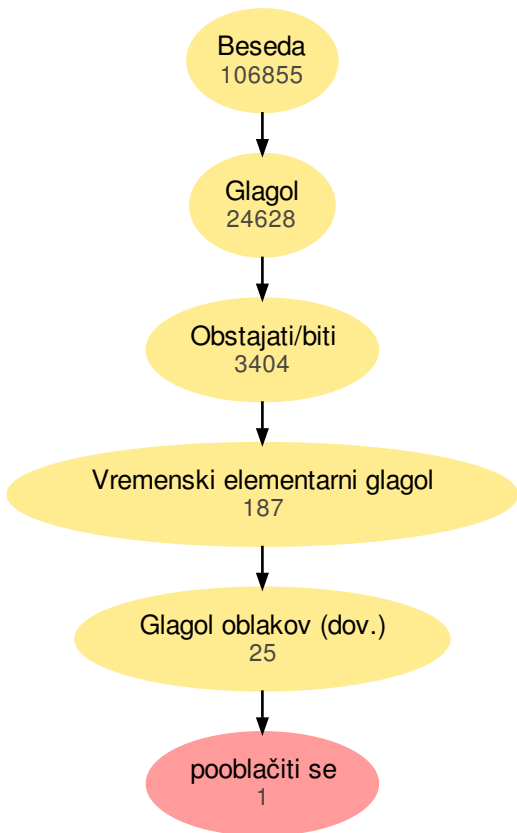 Beseda
106855
Glagol
24628
Obstajati/biti
3404
Vremenski elementarni glagol
187
Glagol oblakov (dov.)
25
pooblačiti se
1